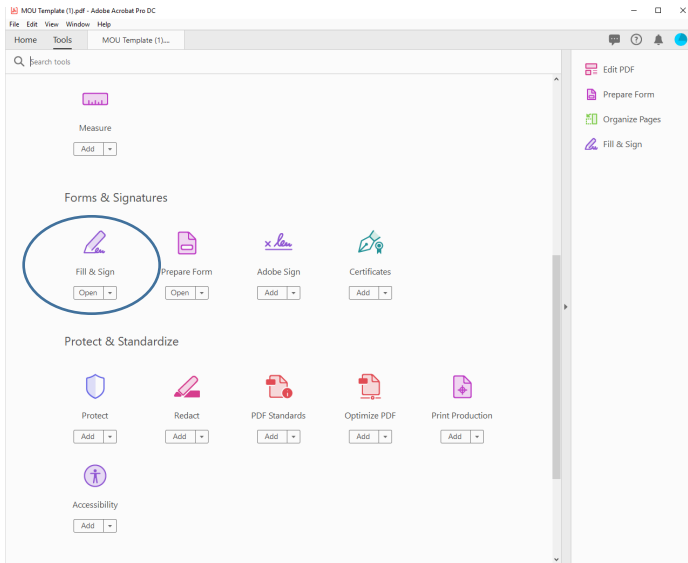 MOU Template (1).pdf - Adobe Acrobat Pro DC
File Edit View Window Help
Home Tools MOU Template (1)....
Search tools
Edit PDF
Prepare Form
Organize Pages
Fill & Sign
Measure
Add
Forms & Signatures
Fill & Sign Prepare Form Adobe Sign Certificates
Open Open Add Add
Protect & Standardize
Protect Redact PDF Standards Optimize PDF Print Production
Add Add Add Add Add
Accessibility
Add